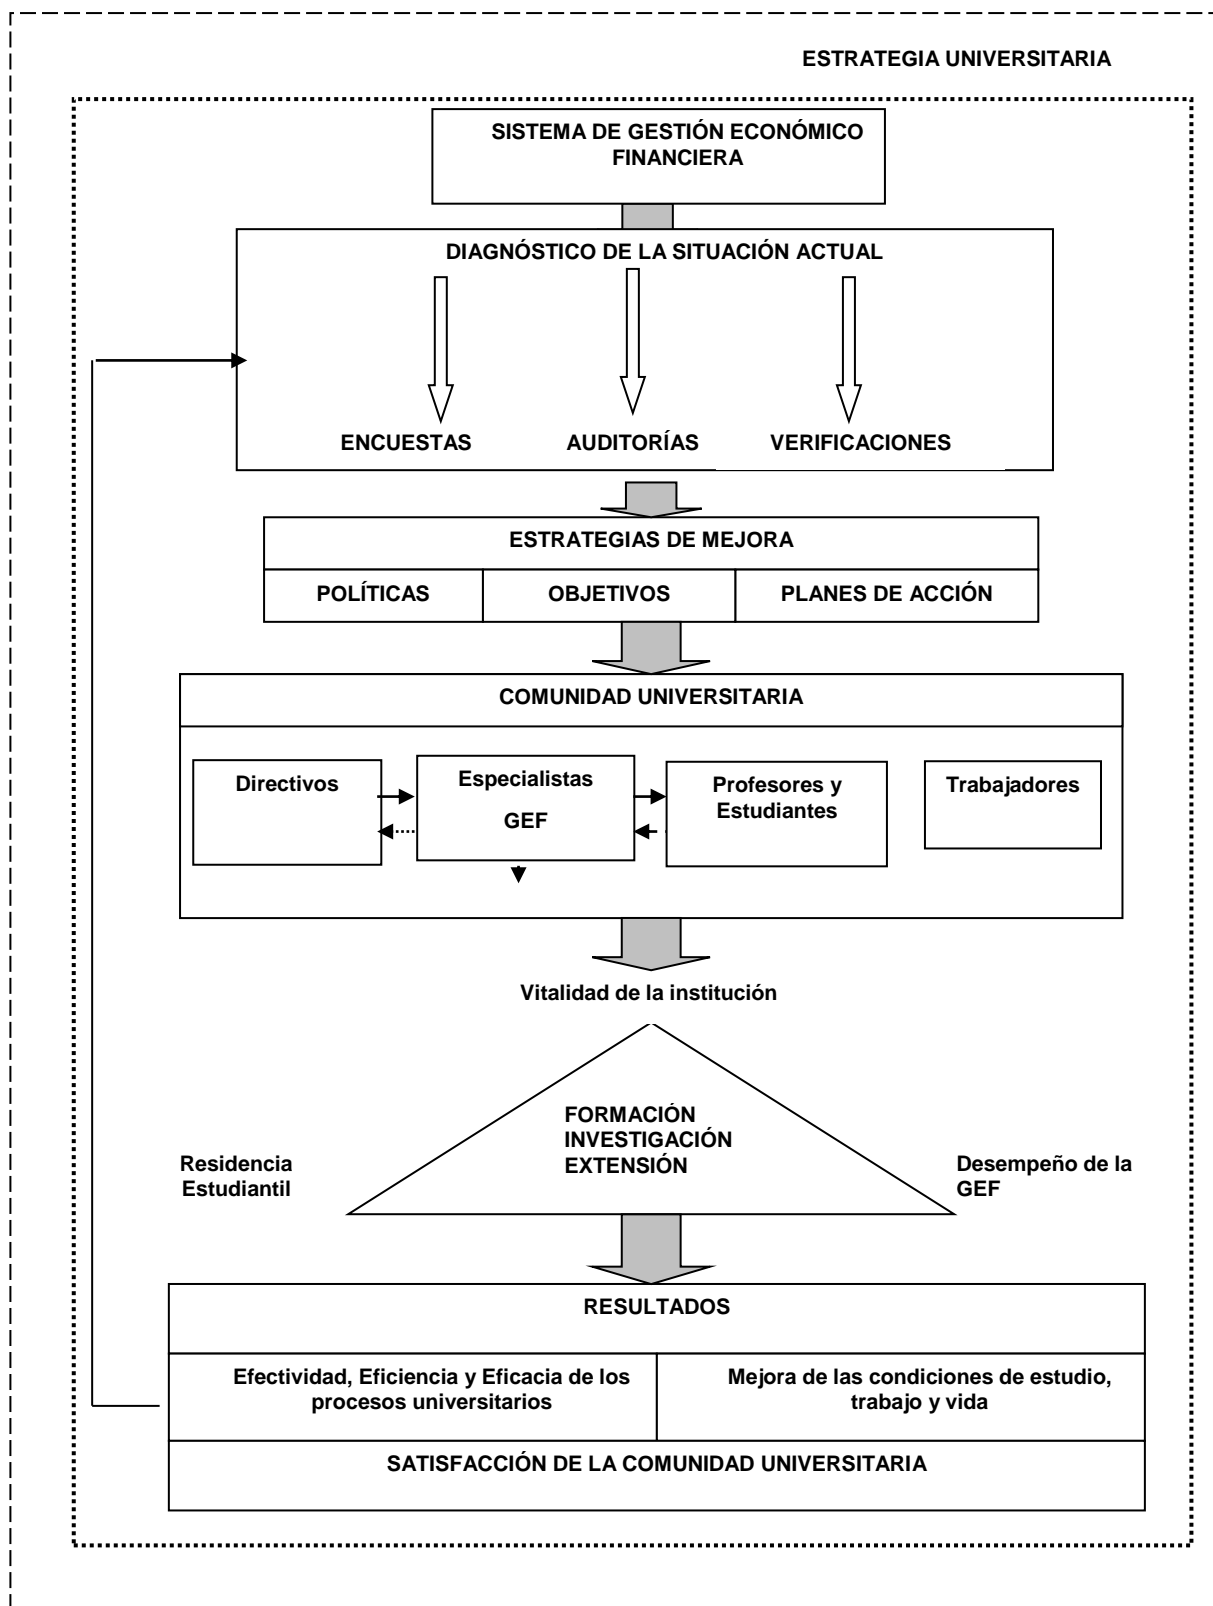 ESTRATEGIA UNIVERSITARIA
SISTEMA DE GESTIÓN ECONÓMICO
FINANCIERA
DIAGNÓSTICO DE LA SITUACIÓN ACTUAL
ENCUESTAS
AUDITORÍAS
VERIFICACIONES
ESTRATEGIAS DE MEJORA
POLÍTICAS
OBJETIVOS
PLANES DE ACCIÓN
COMUNIDAD UNIVERSITARIA
Directivos
Especialistas
GEF
Profesores y
Estudiantes
Trabajadores
Vitalidad de la institución
FORMACIÓN
INVESTIGACIÓN
EXTENSIÓN
Residencia
Estudiantil
Desempeño de la
GEF
RESULTADOS
Efectividad, Eficiencia y Eficacia de los
procesos universitarios
Mejora de las condiciones de estudio,
trabajo y vida
SATISFACCIÓN DE LA COMUNIDAD UNIVERSITARIA